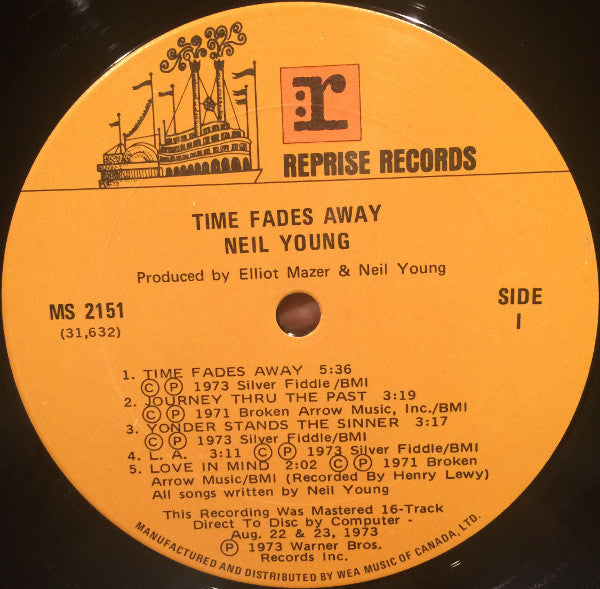 r
REPRISE RECORDS
TIME FADES AWAY
NEIL YOUNG
Produced by Elliot Mazer & Neil Young
MS 2151
(31,632)
SIDE
I
1. TIME FADES AWAY 5:36
Ⓒ Ⓟ 1973 Silver Fiddle/BMI
2. JOURNEY THRU THE PAST 3:19
Ⓒ Ⓟ 1971 Broken Arrow Music, Inc./BMI
3. YONDER STANDS THE SINNER 3:17
Ⓒ Ⓟ 1973 Silver Fiddle/BMI
4. L. A. 3:11 Ⓒ Ⓟ 1973 Silver Fiddle/BMI
5. LOVE IN MIND 2:02 Ⓒ Ⓟ 1971 Broken
Arrow Music/BMI (Recorded By Henry Lewy)
All songs written by Neil Young
This Recording Was Mastered 16-Track
Direct To Disc by Computer -
Aug. 22 & 23, 1973
Ⓟ 1973 Warner Bros.
Records Inc.
MANUFACTURED AND DISTRIBUTED BY WEA MUSIC OF CANADA, LTD.